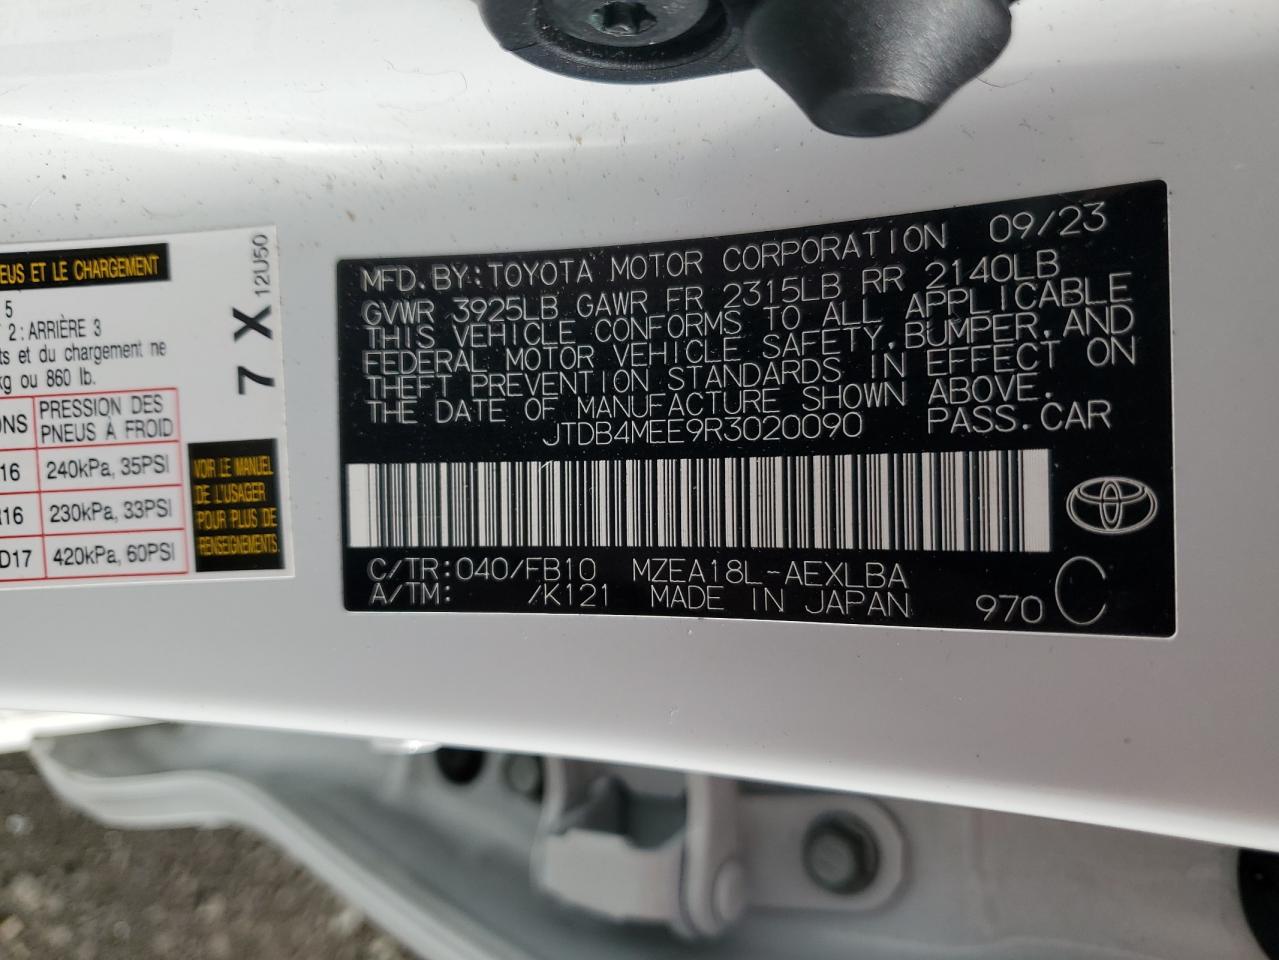 EUS ET LE CHARGEMENT
5
2 : ARRIÈRE 3
ts et du chargement ne
kg ou 860 lb.
ONS PRESSION DES
PNEUS À FROID
16 240kPa, 35PSI
R16 230kPa, 33PSI
D17 420kPa, 60PSI
7 X 12U50
VOIR LE MANUEL
DE L'USAGER
POUR PLUS DE
RENSEIGNEMENTS
MFD. BY: TOYOTA MOTOR CORPORATION 09/23
GVWR 3925LB GAWR FR 2315LB RR 2140LB
THIS VEHICLE CONFORMS TO ALL APPLICABLE
FEDERAL MOTOR VEHICLE SAFETY, BUMPER, AND
THEFT PREVENTION STANDARDS IN EFFECT ON
THE DATE OF MANUFACTURE SHOWN ABOVE.
JTDB4MEE9R3020090 PASS. CAR
C/TR: 040/FB10 MZEA18L-AEXLBA
A/TM: /K121 MADE IN JAPAN 970 C